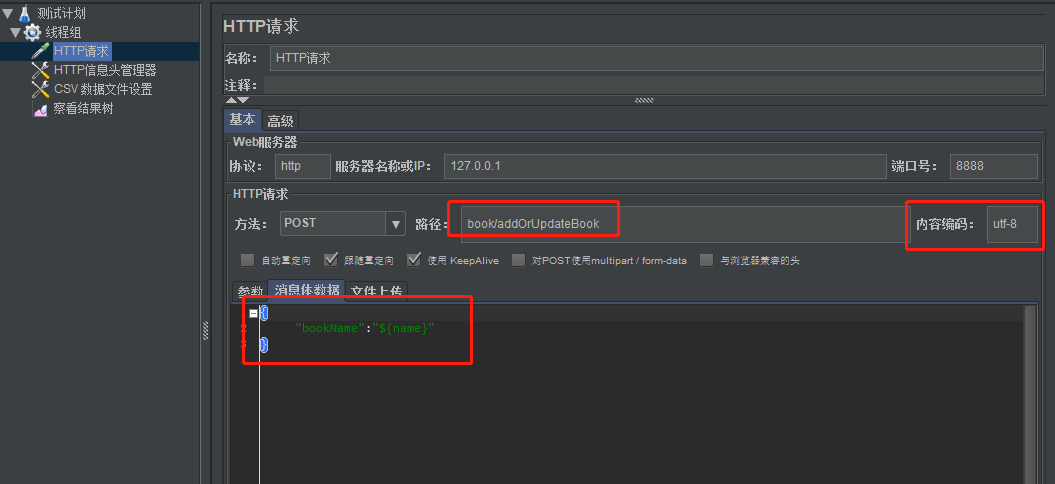 测试计划
线程组
HTTP请求
HTTP信息头管理器
CSV 数据文件设置
察看结果树
HTTP请求
名称： HTTP请求
注释：
基本 高级
Web服务器
协议： http 服务器名称或IP： 127.0.0.1 端口号： 8888
HTTP请求
方法： POST 路径： book/addOrUpdateBook 内容编码： utf-8
自动重定向 跟随重定向 使用 KeepAlive 对POST使用multipart / form-data 与浏览器兼容的头
参数 消息体数据 文件上传
{
"bookName":"${name}"
}